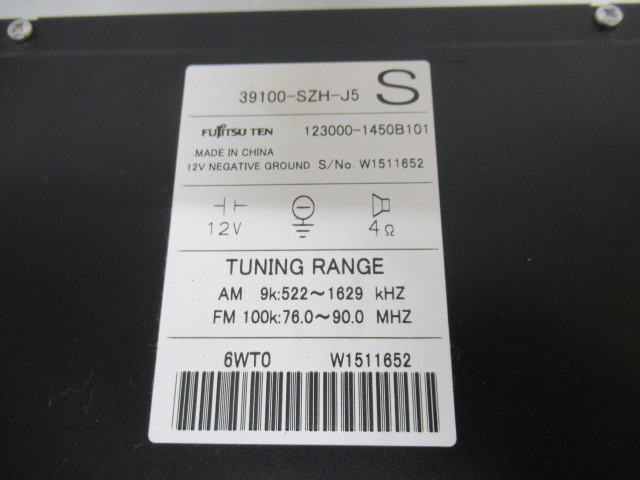 39100-SZH-J5 S
FUJITSU TEN 123000-1450B101
MADE IN CHINA
12V NEGATIVE GROUND S/No. W1511652
12V 4Ω
TUNING RANGE
AM 9k:522～1629 kHZ
FM 100k:76.0～90.0 MHZ
6WT0 W1511652